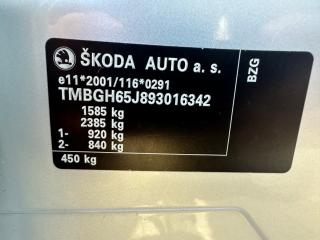 ŠKODA AUTO a. s.
e11*2001/116*0291
TMBGH65J893016342
1585 kg
2385 kg
1- 920 kg
2- 840 kg
450 kg
BZG